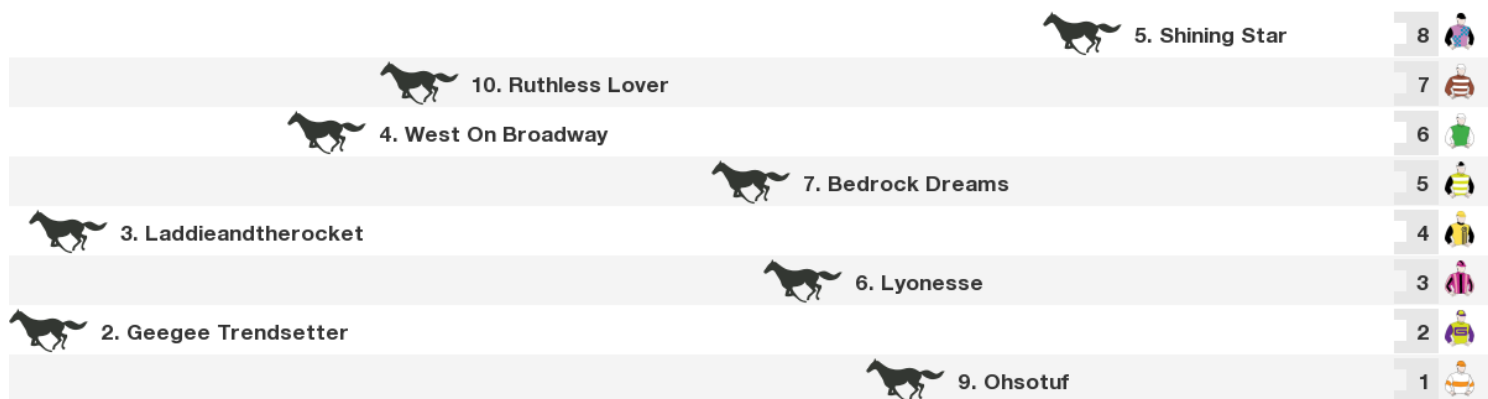 5. Shining Star 8
10. Ruthless Lover 7
4. West On Broadway 6
7. Bedrock Dreams 5
3. Laddieandtherocket 4
6. Lyonesse 3
2. Geegee Trendsetter 2
9. Ohsotuf 1